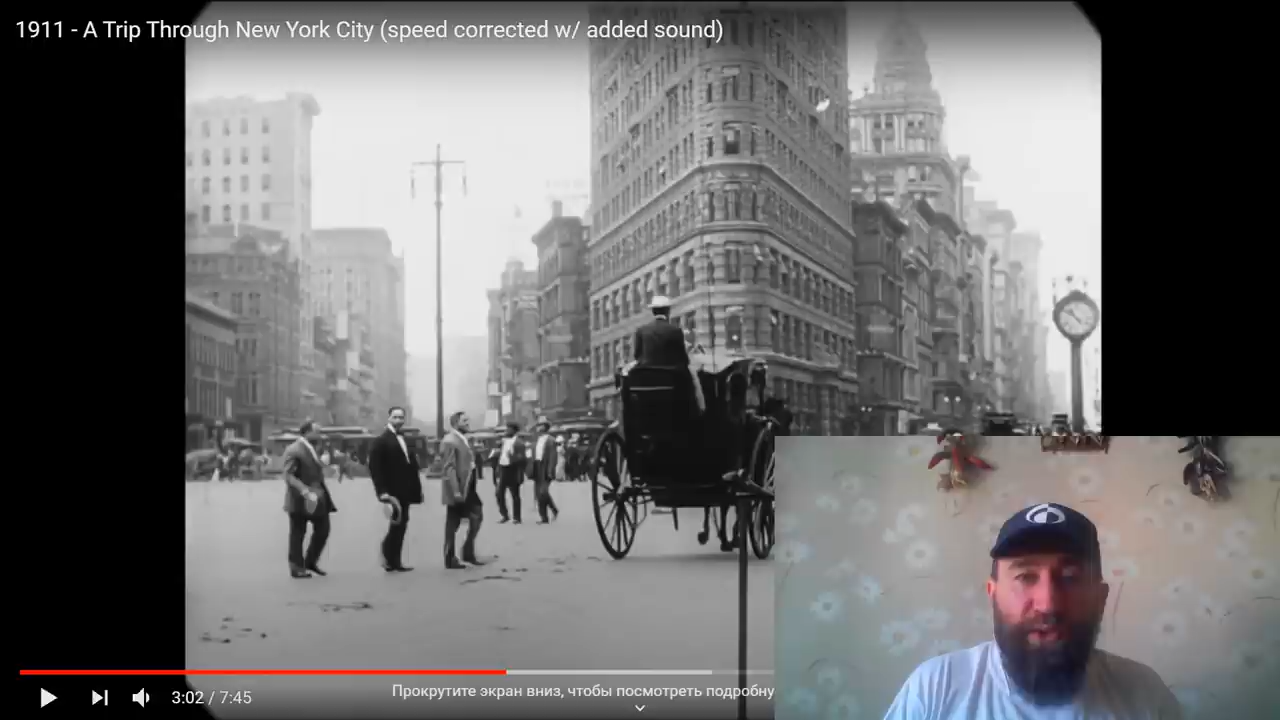 1911 - A Trip Through New York City (speed corrected w/ added sound)
3:02 / 7:45
Прокрутите экран вниз, чтобы посмотреть подробну